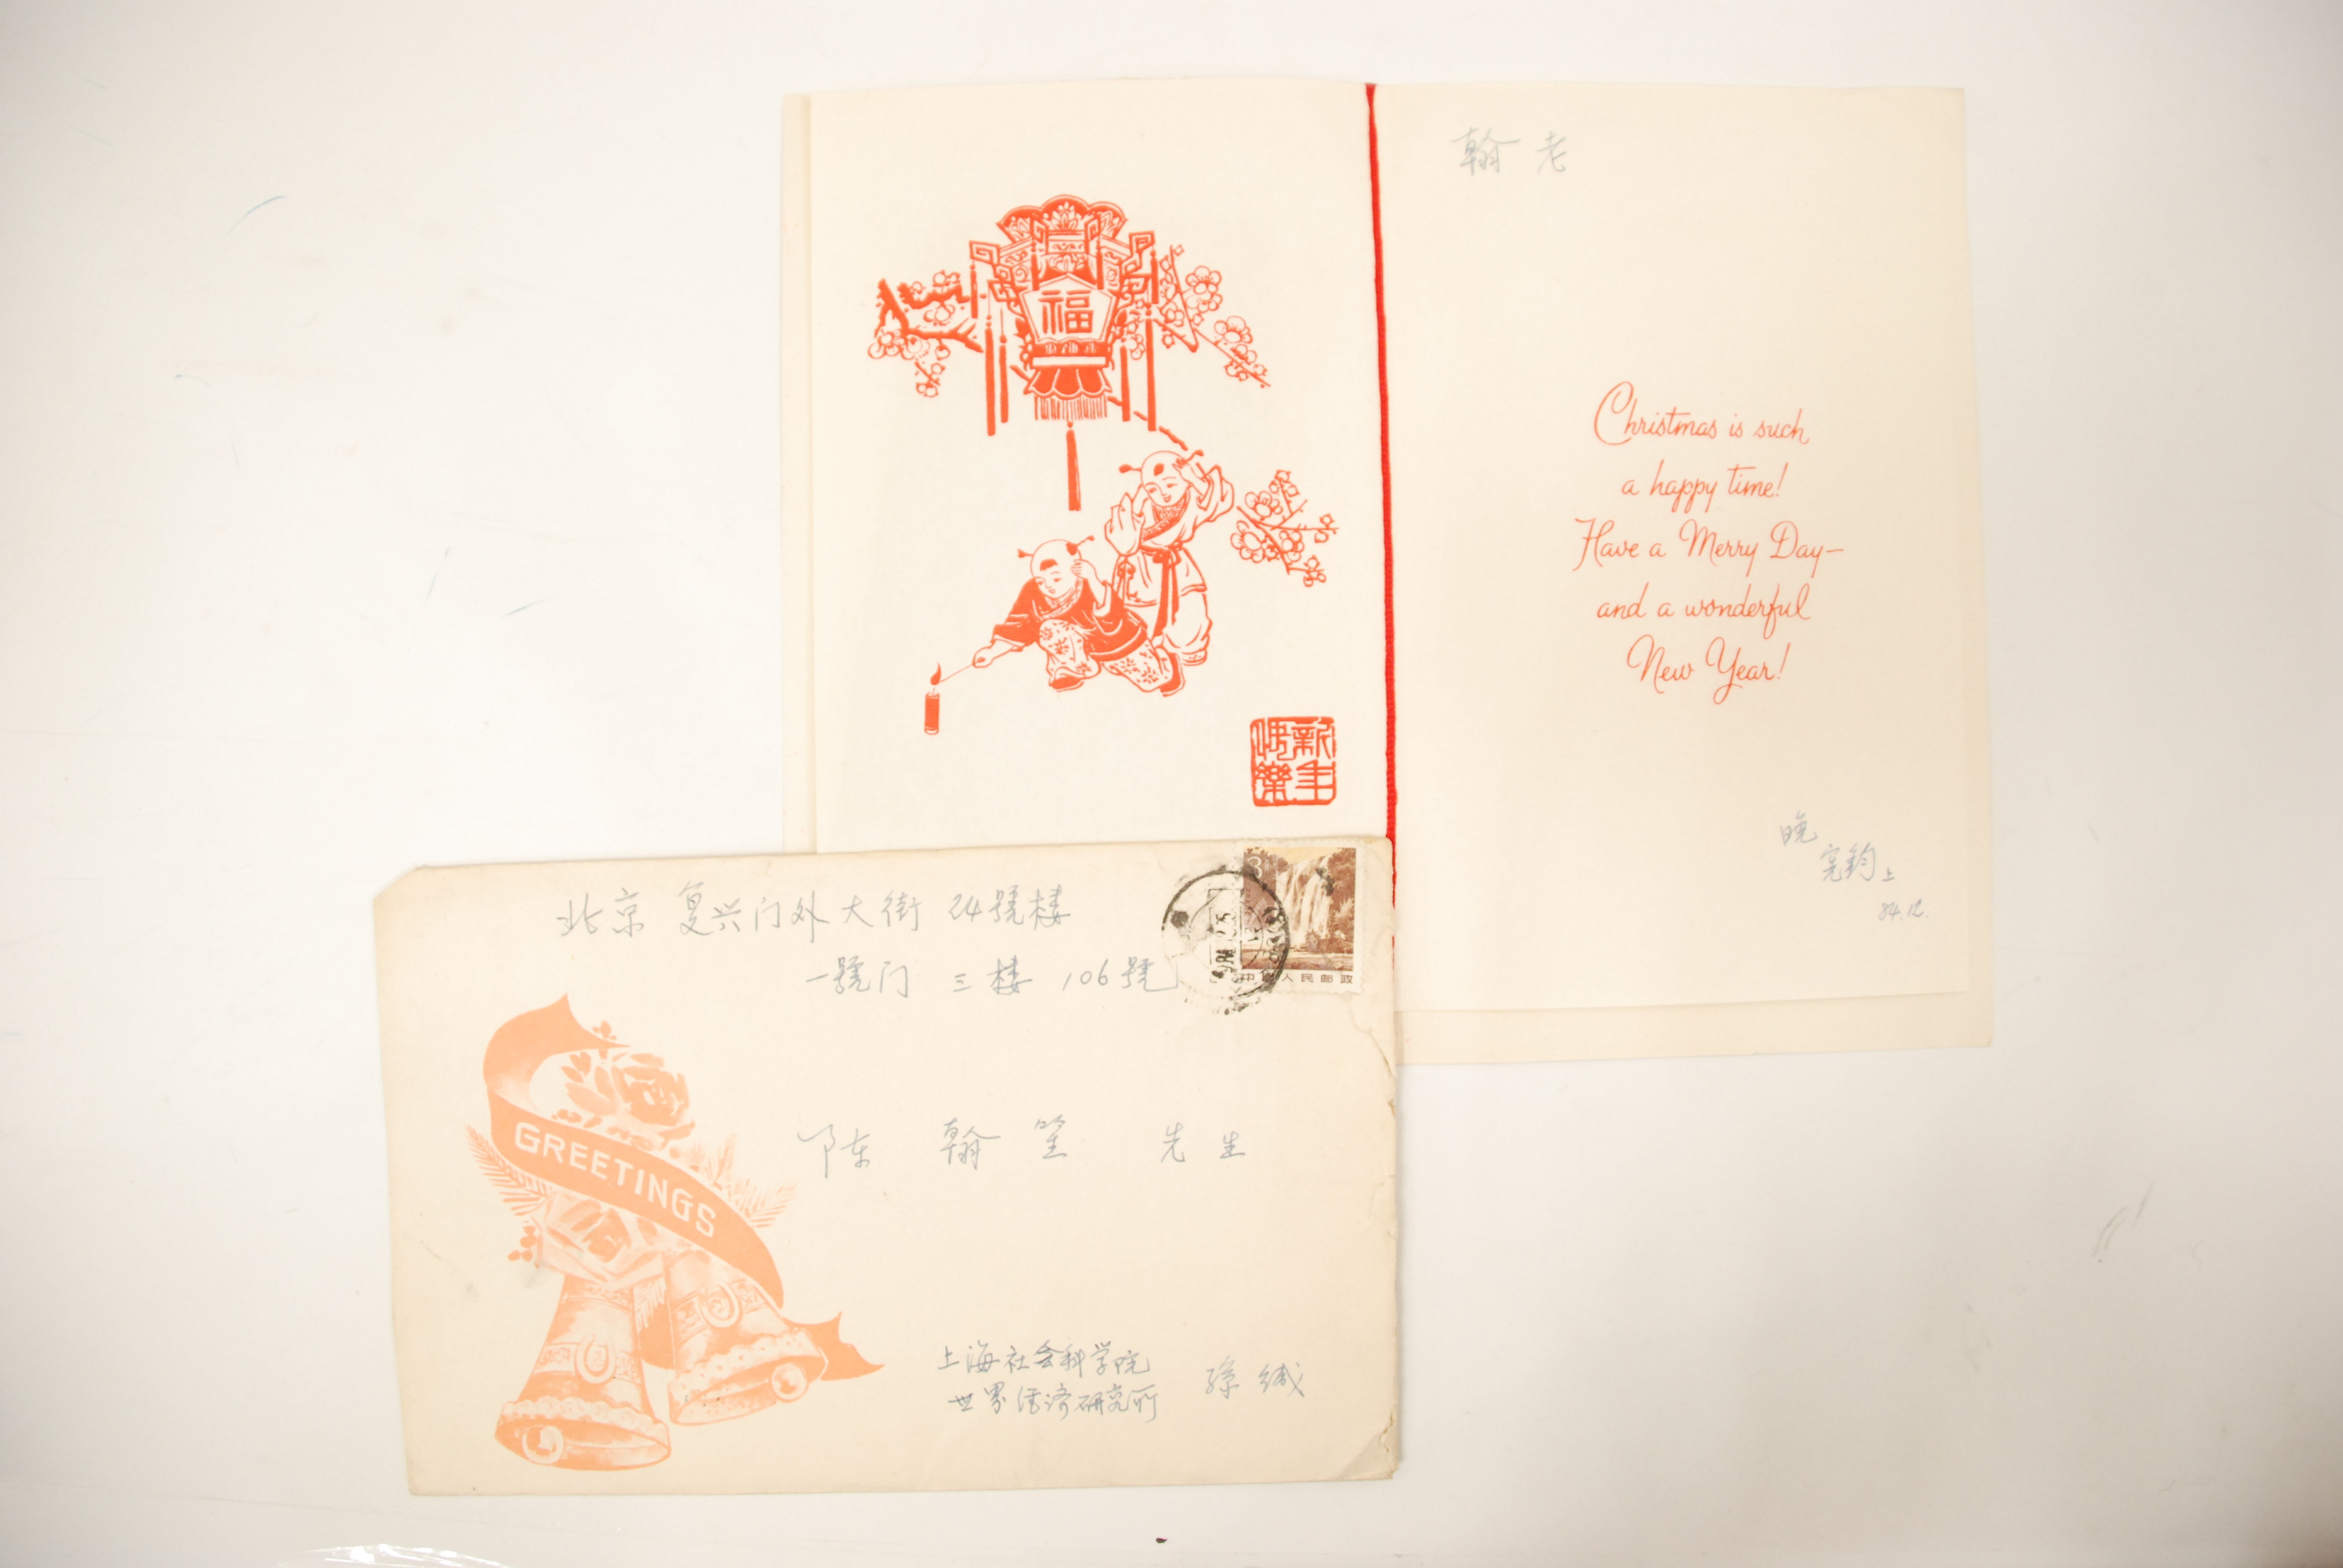 福
新年
快樂
翰老
Christmas is such
a happy time!
Have a Merry Day—
and a wonderful
New Year!
晚
宪鈞上
84.12.
北京 复兴门外大街 24號楼
一號门 三楼 106號
中国人民邮政
陈翰笙 先生
GREETINGS
上海社会科学院
世界经济研究所 孫缄